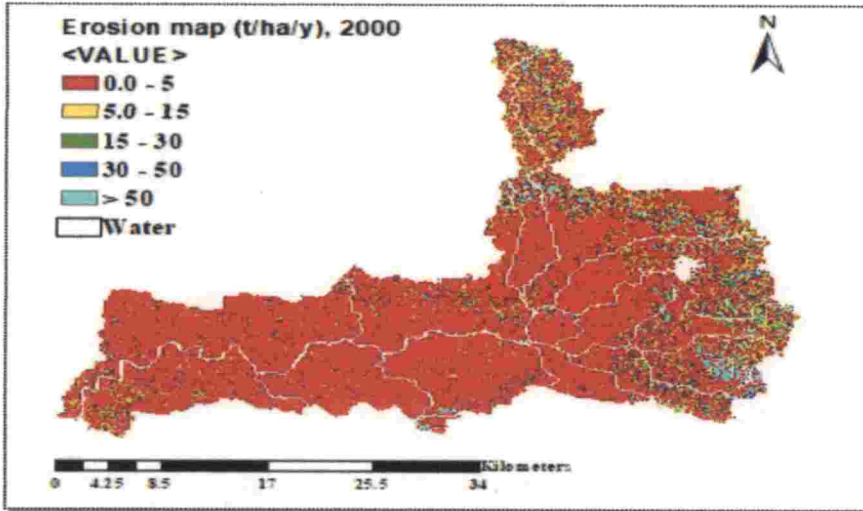 Erosion map (t/ha/y), 2000
<VALUE>
0.0 - 5
5.0 - 15
15 - 30
30 - 50
> 50
Water
N
Kilometers
0 4.25 8.5 17 25.5 34